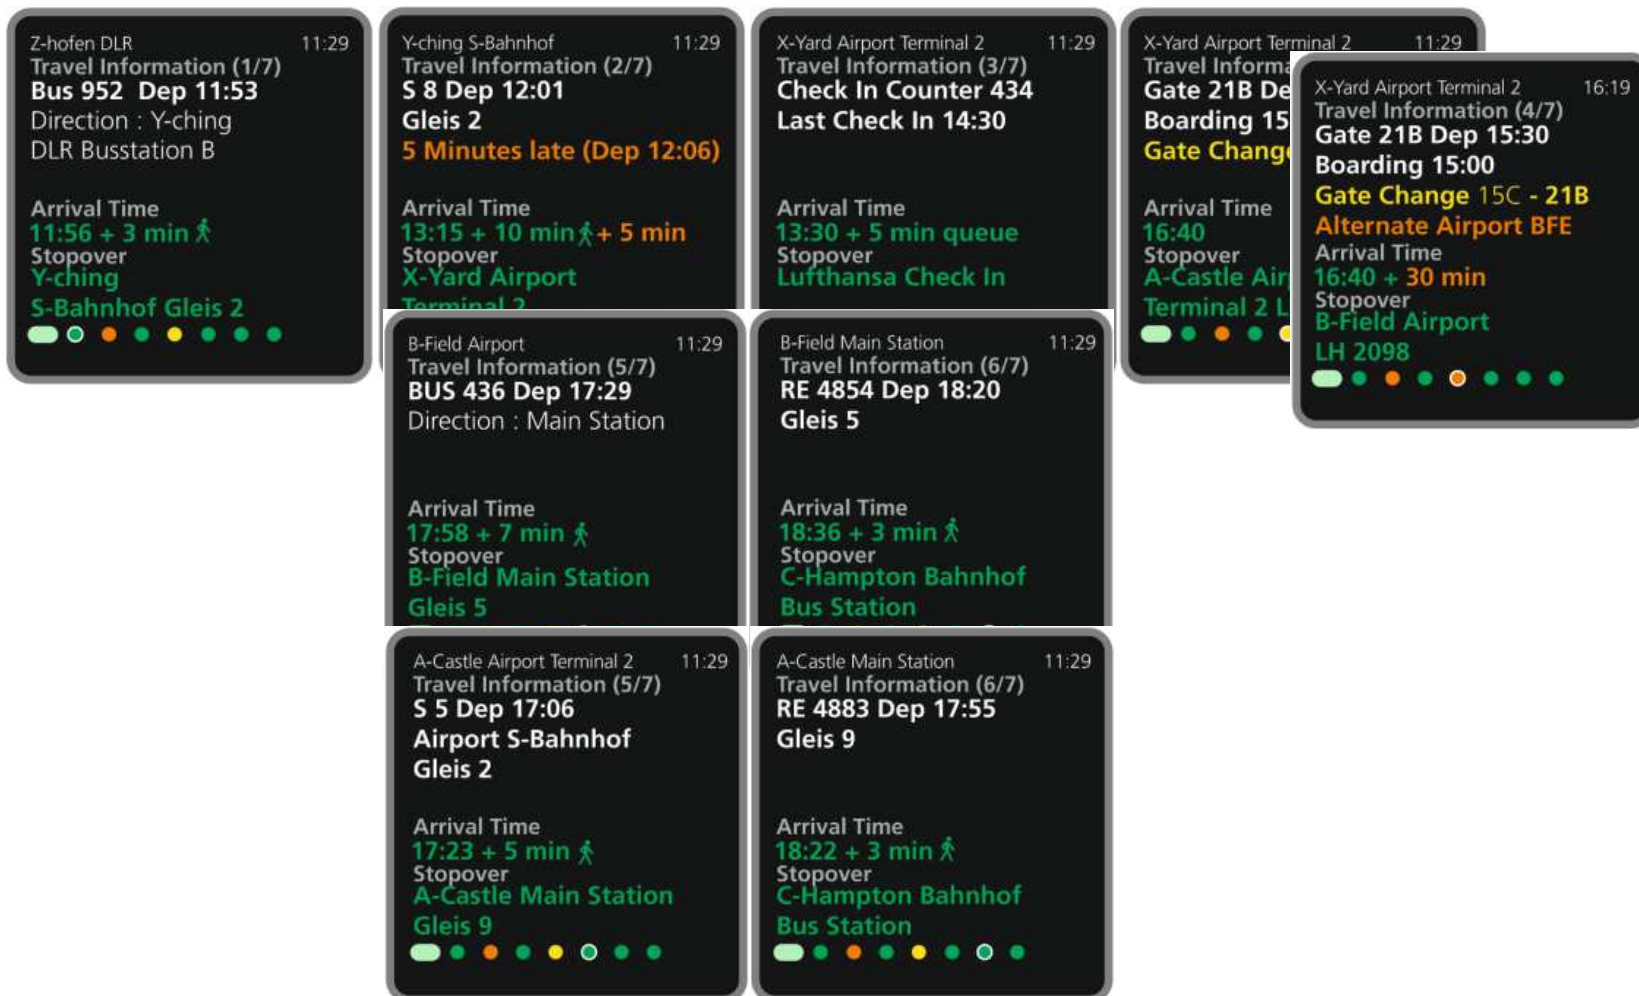 Z-hofen DLR 11:29
Travel Information (1/7)
Bus 952 Dep 11:53
Direction : Y-ching
DLR Busstation B
Arrival Time
11:56 + 3 min
Stopover
Y-ching
S-Bahnhof Gleis 2
Y-ching S-Bahnhof 11:29
Travel Information (2/7)
S 8 Dep 12:01
Gleis 2
5 Minutes late (Dep 12:06)
Arrival Time
13:15 + 10 min + 5 min
Stopover
X-Yard Airport
Terminal 2
X-Yard Airport Terminal 2 11:29
Travel Information (3/7)
Check In Counter 434
Last Check In 14:30
Arrival Time
13:30 + 5 min queue
Stopover
Lufthansa Check In
X-Yard Airport Terminal 2 11:29
Travel Informa
Gate 21B De
Boarding 15
Gate Change
Arrival Time
16:40
Stopover
A-Castle Air
Terminal 2 L
X-Yard Airport Terminal 2 16:19
Travel Information (4/7)
Gate 21B Dep 15:30
Boarding 15:00
Gate Change 15C - 21B
Alternate Airport BFE
Arrival Time
16:40 + 30 min
Stopover
B-Field Airport
LH 2098
B-Field Airport 11:29
Travel Information (5/7)
BUS 436 Dep 17:29
Direction : Main Station
Arrival Time
17:58 + 7 min
Stopover
B-Field Main Station
Gleis 5
B-Field Main Station 11:29
Travel Information (6/7)
RE 4854 Dep 18:20
Gleis 5
Arrival Time
18:36 + 3 min
Stopover
C-Hampton Bahnhof
Bus Station
A-Castle Airport Terminal 2 11:29
Travel Information (5/7)
S 5 Dep 17:06
Airport S-Bahnhof
Gleis 2
Arrival Time
17:23 + 5 min
Stopover
A-Castle Main Station
Gleis 9
A-Castle Main Station 11:29
Travel Information (6/7)
RE 4883 Dep 17:55
Gleis 9
Arrival Time
18:22 + 3 min
Stopover
C-Hampton Bahnhof
Bus Station